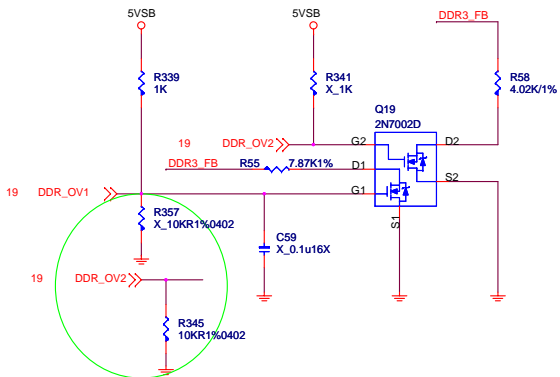 5VSB
5VSB
DDR3_FB
R339
1K
R341
X_1K
R58
4.02K/1%
Q19
2N7002D
19 DDR_OV2
G2
D2
DDR3_FB
R55
7.87K1%
D1
S2
19 DDR_OV1
G1
R357
X_10KR1%0402
S1
C59
X_0.1u16X
19 DDR_OV2
R345
10KR1%0402